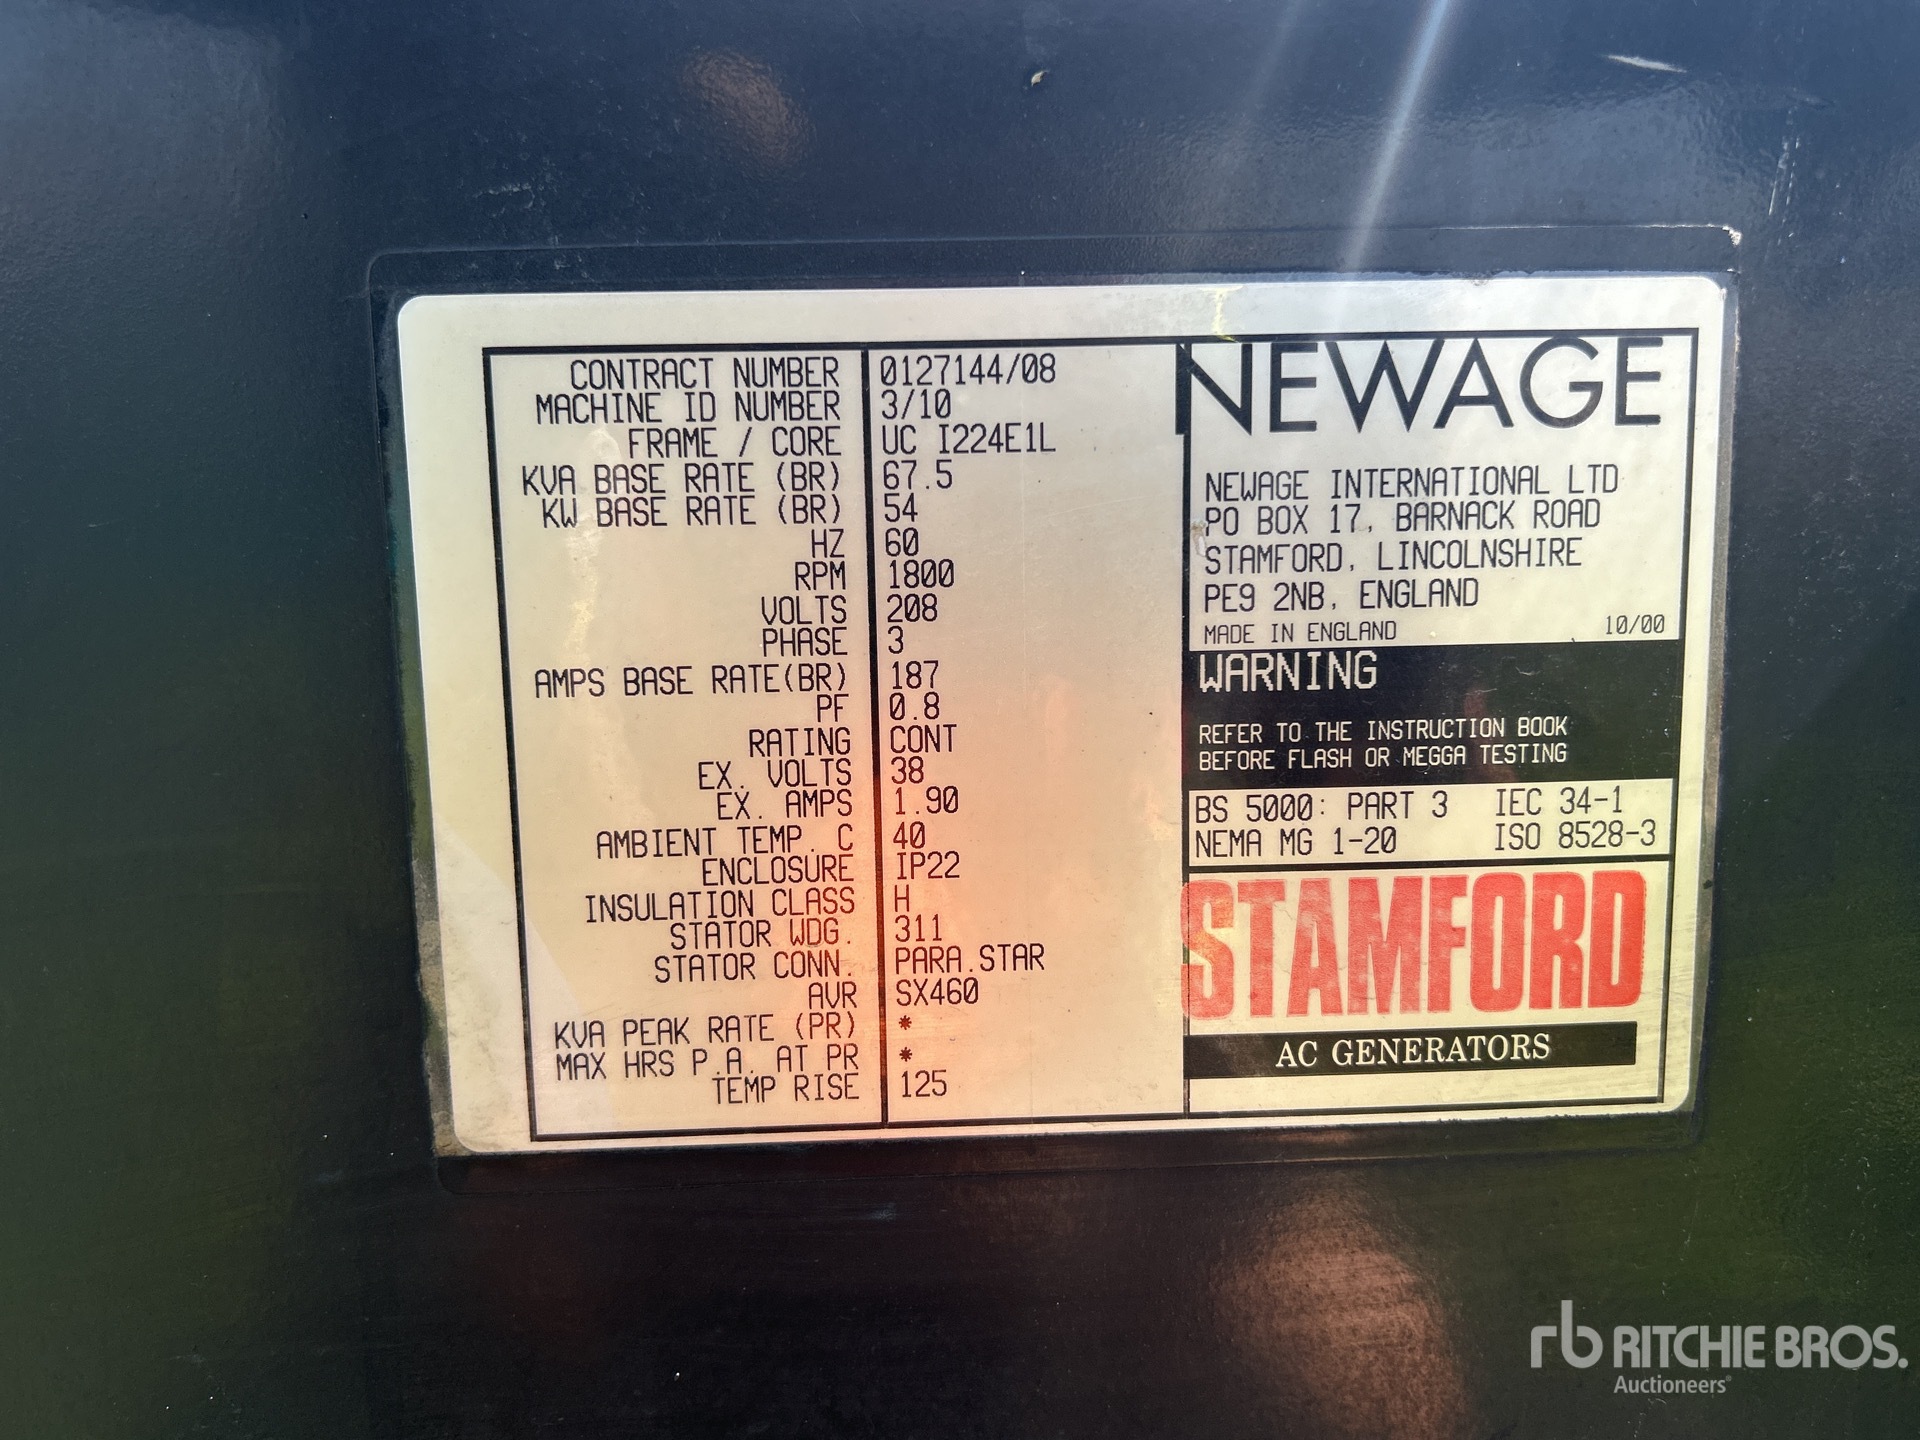 CONTRACT NUMBER 0127144/08
MACHINE ID NUMBER 3/10
FRAME / CORE UC I224E1L
KVA BASE RATE (BR) 67.5
KW BASE RATE (BR) 54
HZ 60
RPM 1800
VOLTS 208
PHASE 3
AMPS BASE RATE(BR) 187
PF 0.8
RATING CONT
EX. VOLTS 38
EX. AMPS 1.90
AMBIENT TEMP. C 40
ENCLOSURE IP22
INSULATION CLASS H
STATOR WDG. 311
STATOR CONN. PARA.STAR
AVR SX460
KVA PEAK RATE (PR) *
MAX HRS P.A. AT PR *
TEMP RISE 125
NEWAGE
NEWAGE INTERNATIONAL LTD
PO BOX 17, BARNACK ROAD
STAMFORD, LINCOLNSHIRE
PE9 2NB, ENGLAND
MADE IN ENGLAND 10/00
WARNING
REFER TO THE INSTRUCTION BOOK
BEFORE FLASH OR MEGGA TESTING
BS 5000: PART 3 IEC 34-1
NEMA MG 1-20 ISO 8528-3
STAMFORD
AC GENERATORS
rb RITCHIE BROS.
Auctioneers